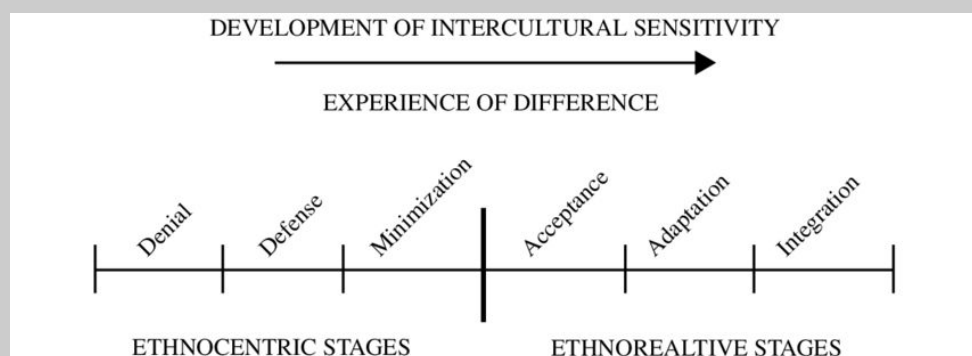 DEVELOPMENT OF INTERCULTURAL SENSITIVITY
EXPERIENCE OF DIFFERENCE
Denial
Defense
Minimization
Acceptance
Adaptation
Integration
ETHNOCENTRIC STAGES
ETHNOREALTIVE STAGES